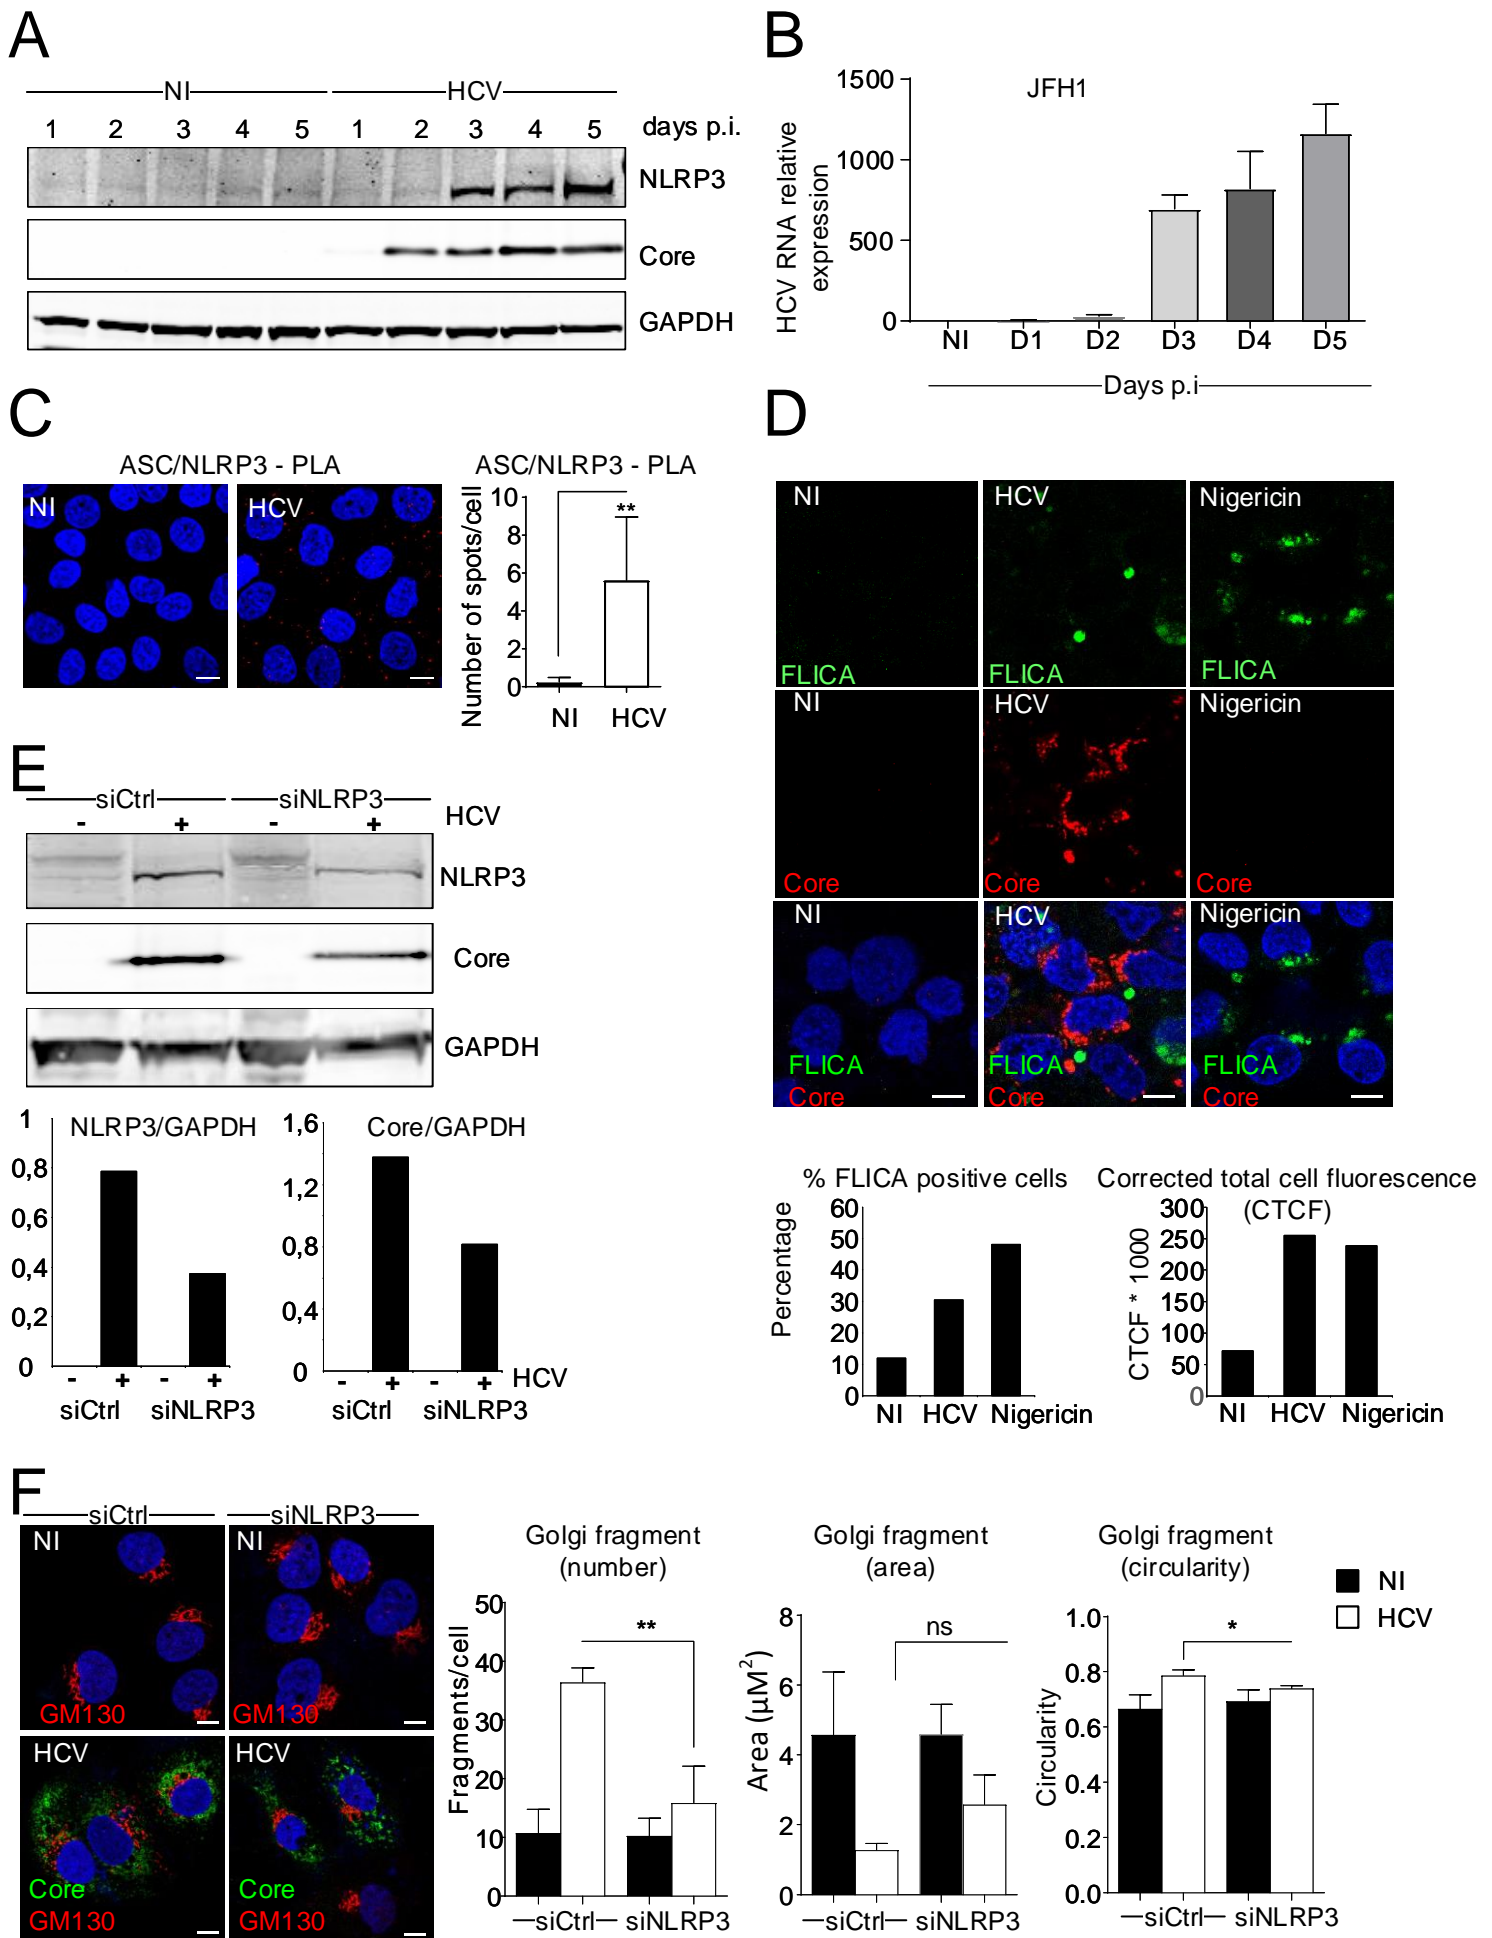 A
NI HCV
1 2 3 4 5 1 2 3 4 5 days p.i.
NLRP3
Core
GAPDH
B
JFH1
HCV RNA relative
expression
1500
1000
500
0
NI D1 D2 D3 D4 D5
Days p.i
C
ASC/NLRP3 - PLA
NI
HCV
ASC/NLRP3 - PLA
Number of spots/cell
10
8
6
4
2
0
**
NI HCV
D
NI HCV Nigericin
FLICA FLICA FLICA
NI HCV Nigericin
Core Core Core
NI HCV Nigericin
FLICA FLICA FLICA
Core Core Core
% FLICA positive cells
Percentage
60
50
40
30
20
10
0
NI HCV Nigericin
Corrected total cell fluorescence
(CTCF)
CTCF * 1000
300
250
200
150
100
50
0
NI HCV Nigericin
E
siCtrl siNLRP3
- + - + HCV
NLRP3
Core
GAPDH
NLRP3/GAPDH
1
0,8
0,6
0,4
0,2
0
- + - +
siCtrl siNLRP3
Core/GAPDH
1,6
1,2
0,8
0,4
0
- + - + HCV
siCtrl siNLRP3
F
siCtrl siNLRP3
NI NI
GM130 GM130
HCV HCV
Core Core
GM130 GM130
Golgi fragment
(number)
Fragments/cell
50
40
30
20
10
0
**
siCtrl siNLRP3
Golgi fragment
(area)
Area (µM²)
8
6
4
2
0
ns
siCtrl siNLRP3
Golgi fragment
(circularity)
Circularity
1.0
0.8
0.6
0.4
0.2
0.0
*
siCtrl siNLRP3
NI
HCV